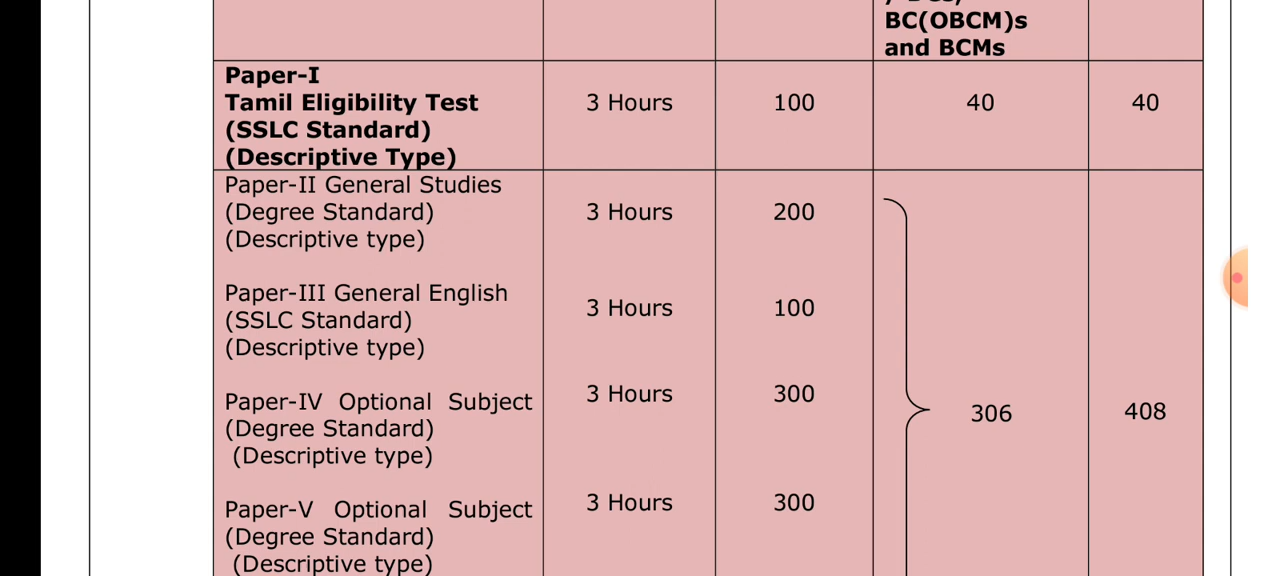 BC(OBCM)s
and BCMs
Paper-I
Tamil Eligibility Test
(SSLC Standard)
(Descriptive Type)
3 Hours
100
40
40
Paper-II General Studies
(Degree Standard)
(Descriptive type)
3 Hours
200
Paper-III General English
(SSLC Standard)
(Descriptive type)
3 Hours
100
Paper-IV Optional Subject
(Degree Standard)
(Descriptive type)
3 Hours
300
306
408
Paper-V Optional Subject
(Degree Standard)
(Descriptive type)
3 Hours
300